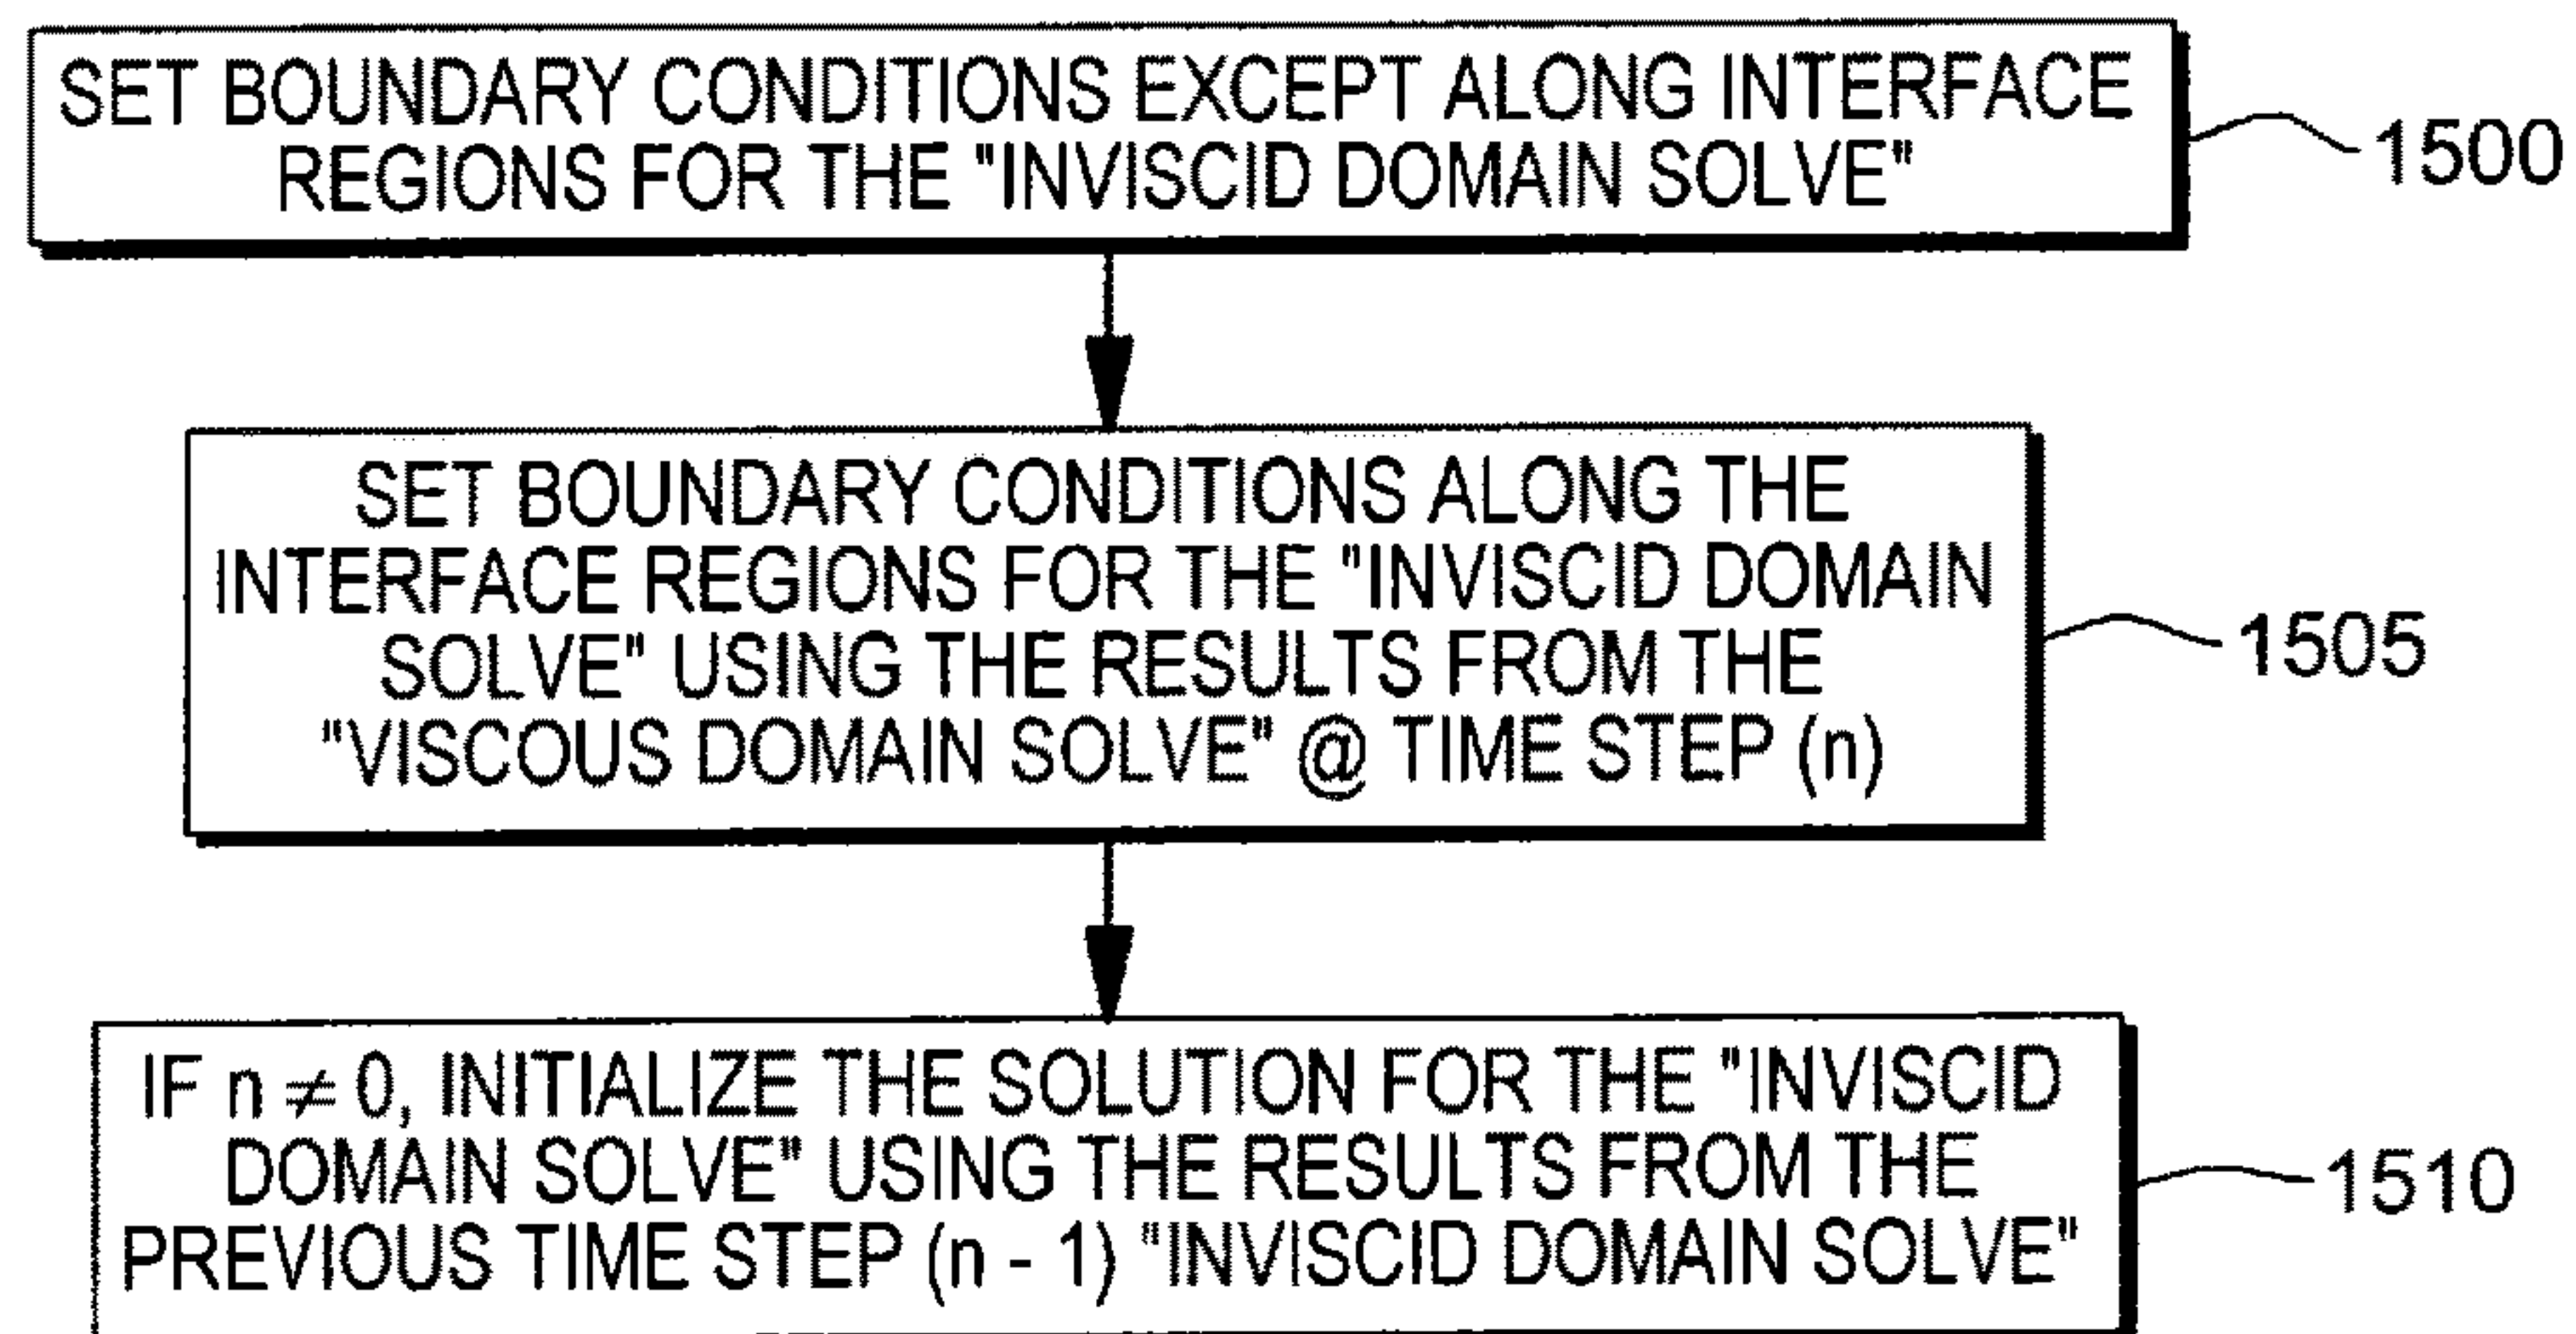 SET BOUNDARY CONDITIONS EXCEPT ALONG INTERFACE
REGIONS FOR THE "INVISCID DOMAIN SOLVE"
1500
SET BOUNDARY CONDITIONS ALONG THE
INTERFACE REGIONS FOR THE "INVISCID DOMAIN
SOLVE" USING THE RESULTS FROM THE
"VISCOUS DOMAIN SOLVE" @ TIME STEP (n)
1505
IF n ≠ 0, INITIALIZE THE SOLUTION FOR THE "INVISCID
DOMAIN SOLVE" USING THE RESULTS FROM THE
PREVIOUS TIME STEP (n - 1) "INVISCID DOMAIN SOLVE"
1510